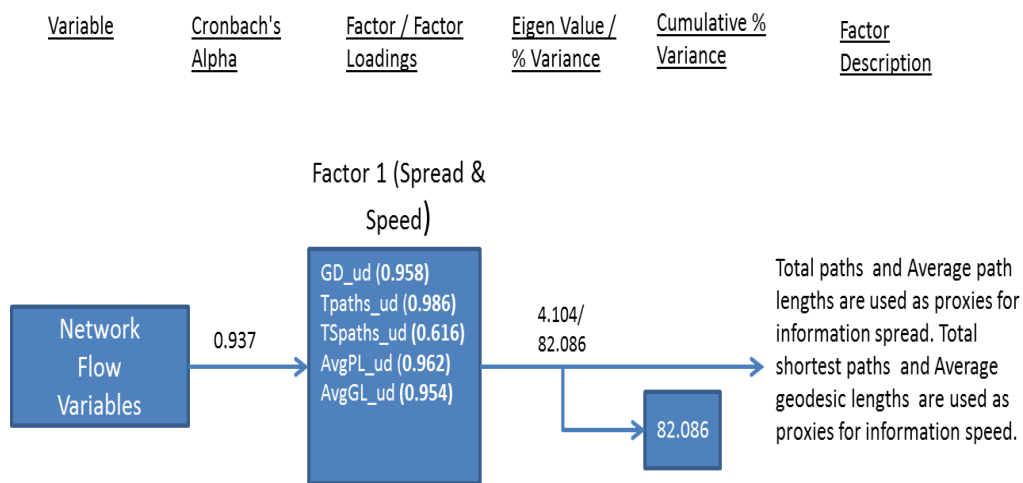 Variable
Cronbach's
Alpha
Factor / Factor
Loadings
Eigen Value /
% Variance
Cumulative %
Variance
Factor
Description
Factor 1 (Spread &
Speed)
Network
Flow
Variables
0.937
GD_ud (0.958)
Tpaths_ud (0.986)
TSpaths_ud (0.616)
AvgPL_ud (0.962)
AvgGL_ud (0.954)
4.104/
82.086
82.086
Total paths and Average path
lengths are used as proxies for
information spread. Total
shortest paths and Average
geodesic lengths are used as
proxies for information speed.